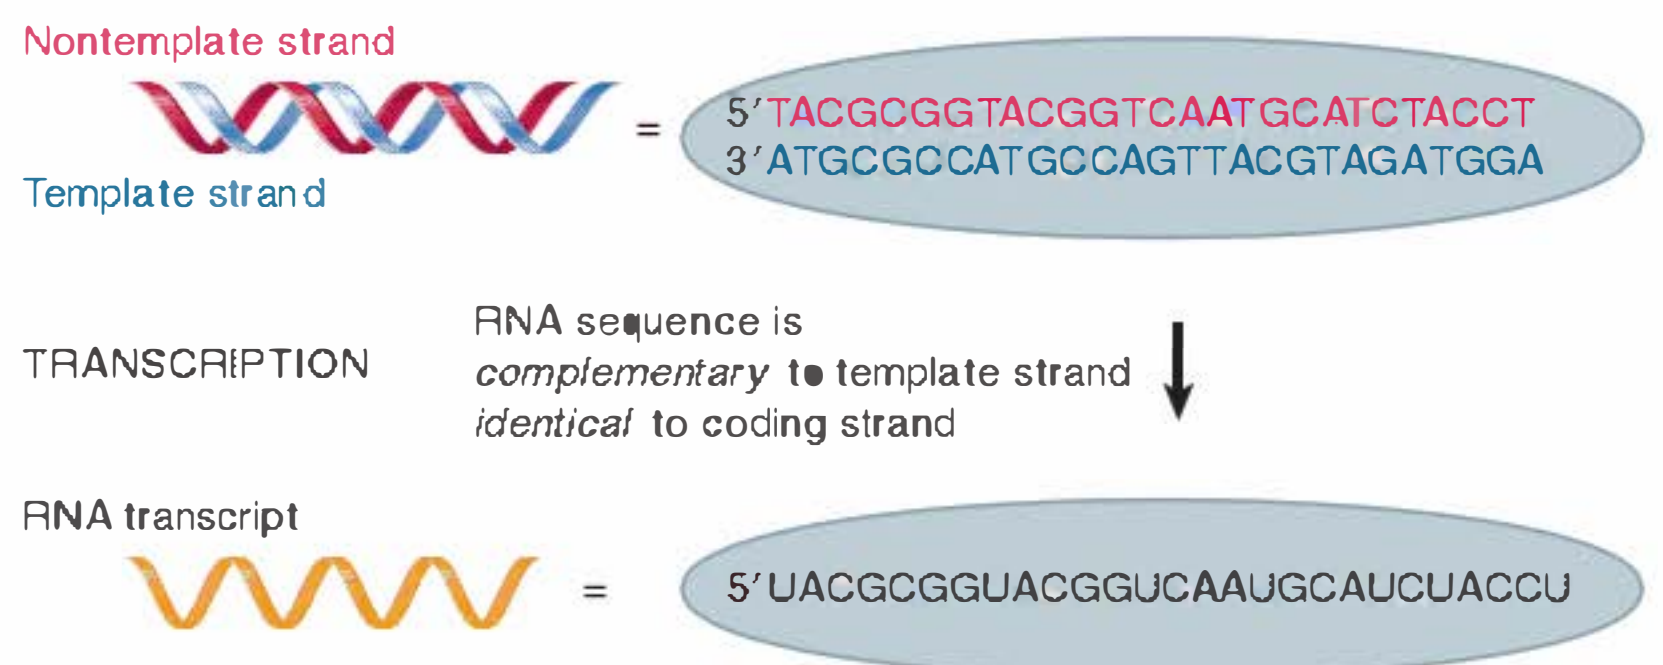 Nontemplate strand
= 5′TACGCGGTACGGTCAATGCATCTACCT
3′ATGCGCCATGCCAGTTACGTAGATGGA
Template strand
RNA sequence is
TRANSCRIPTION complementary to template strand
identical to coding strand
RNA transcript
= 5′UACGCGGUACGGUCAAUGCAUCUACCU